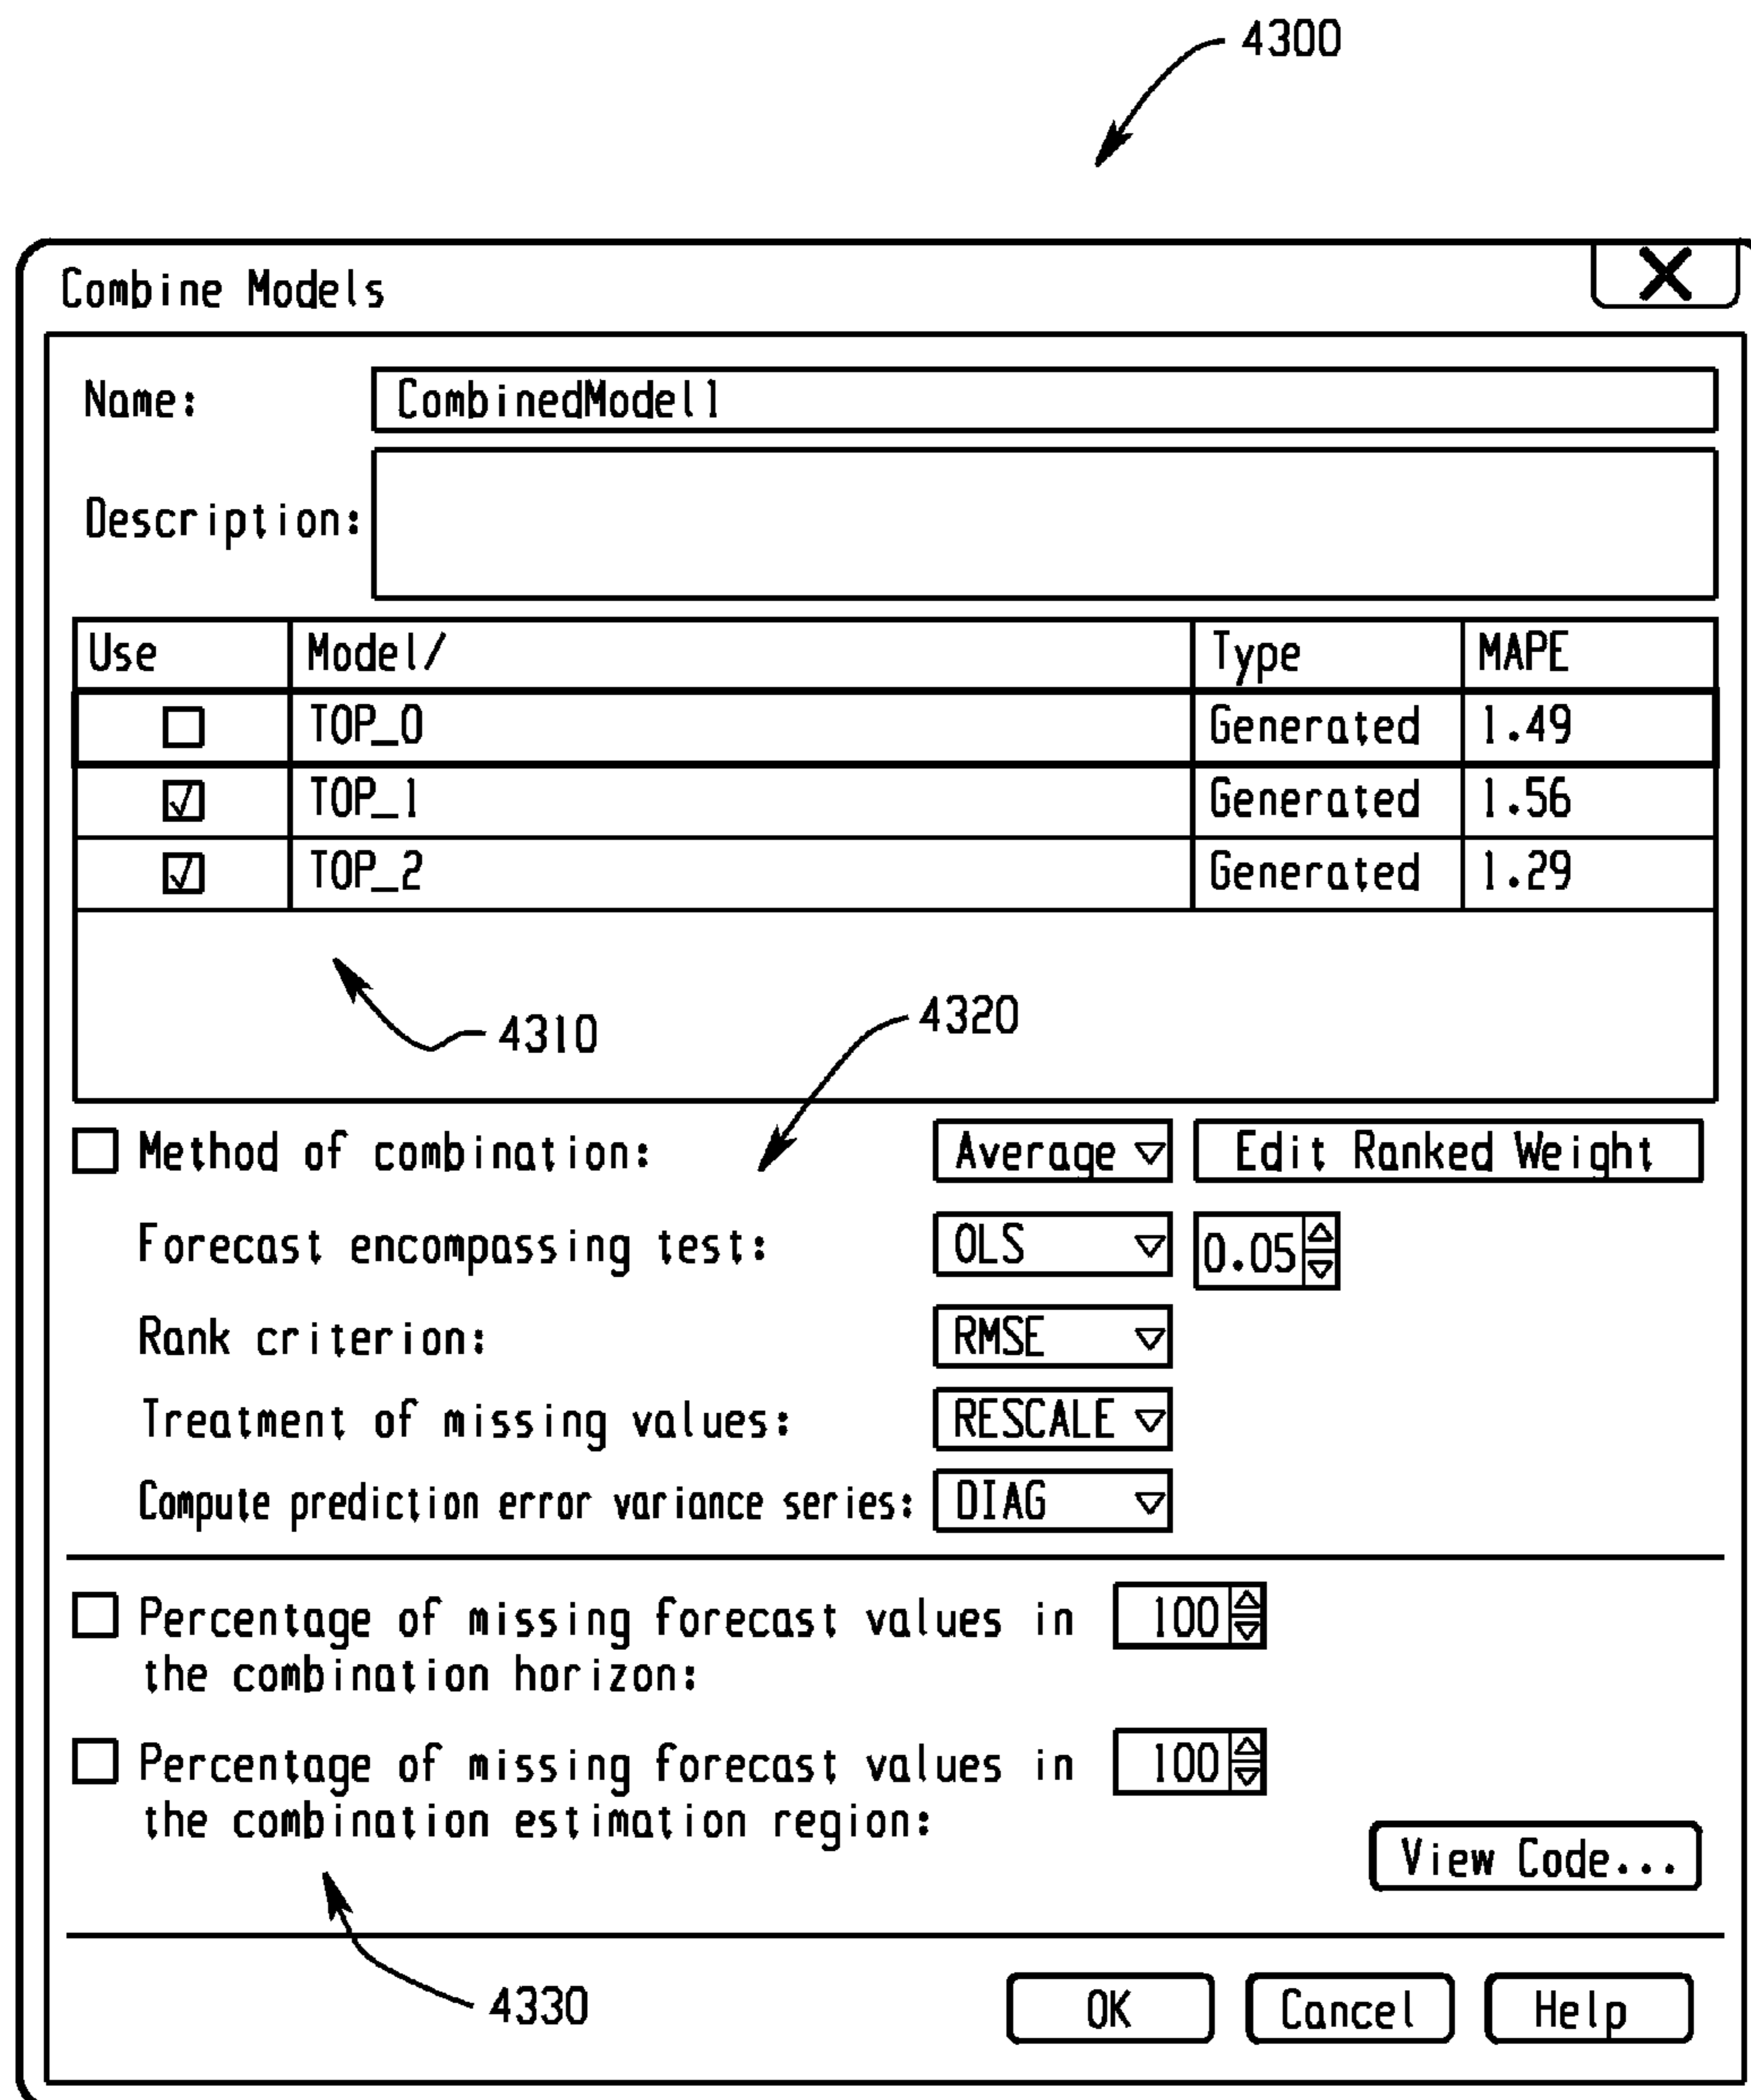 4300
Combine Models
Name: CombinedModel1
Description:
Use Model/ Type MAPE
TOP_0 Generated 1.49
TOP_1 Generated 1.56
TOP_2 Generated 1.29
4310
4320
Method of combination: Average Edit Ranked Weight
Forecast encompassing test: OLS 0.05
Rank criterion: RMSE
Treatment of missing values: RESCALE
Compute prediction error variance series: DIAG
Percentage of missing forecast values in 100
the combination horizon:
Percentage of missing forecast values in 100
the combination estimation region:
View Code...
4330
OK Cancel Help